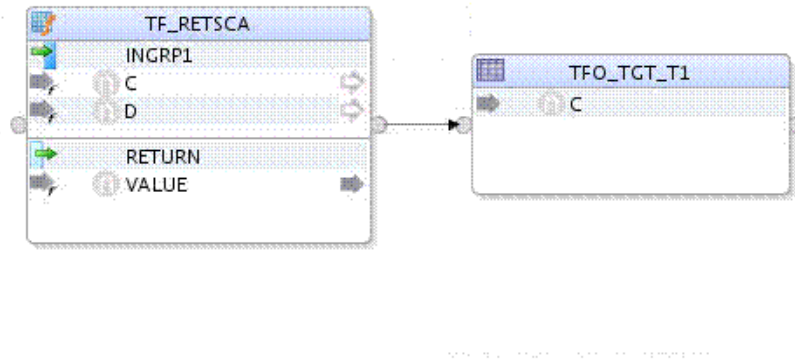 TF_RETSCA
INGRP1
C
D
RETURN
VALUE
TFO_TGT_T1
C